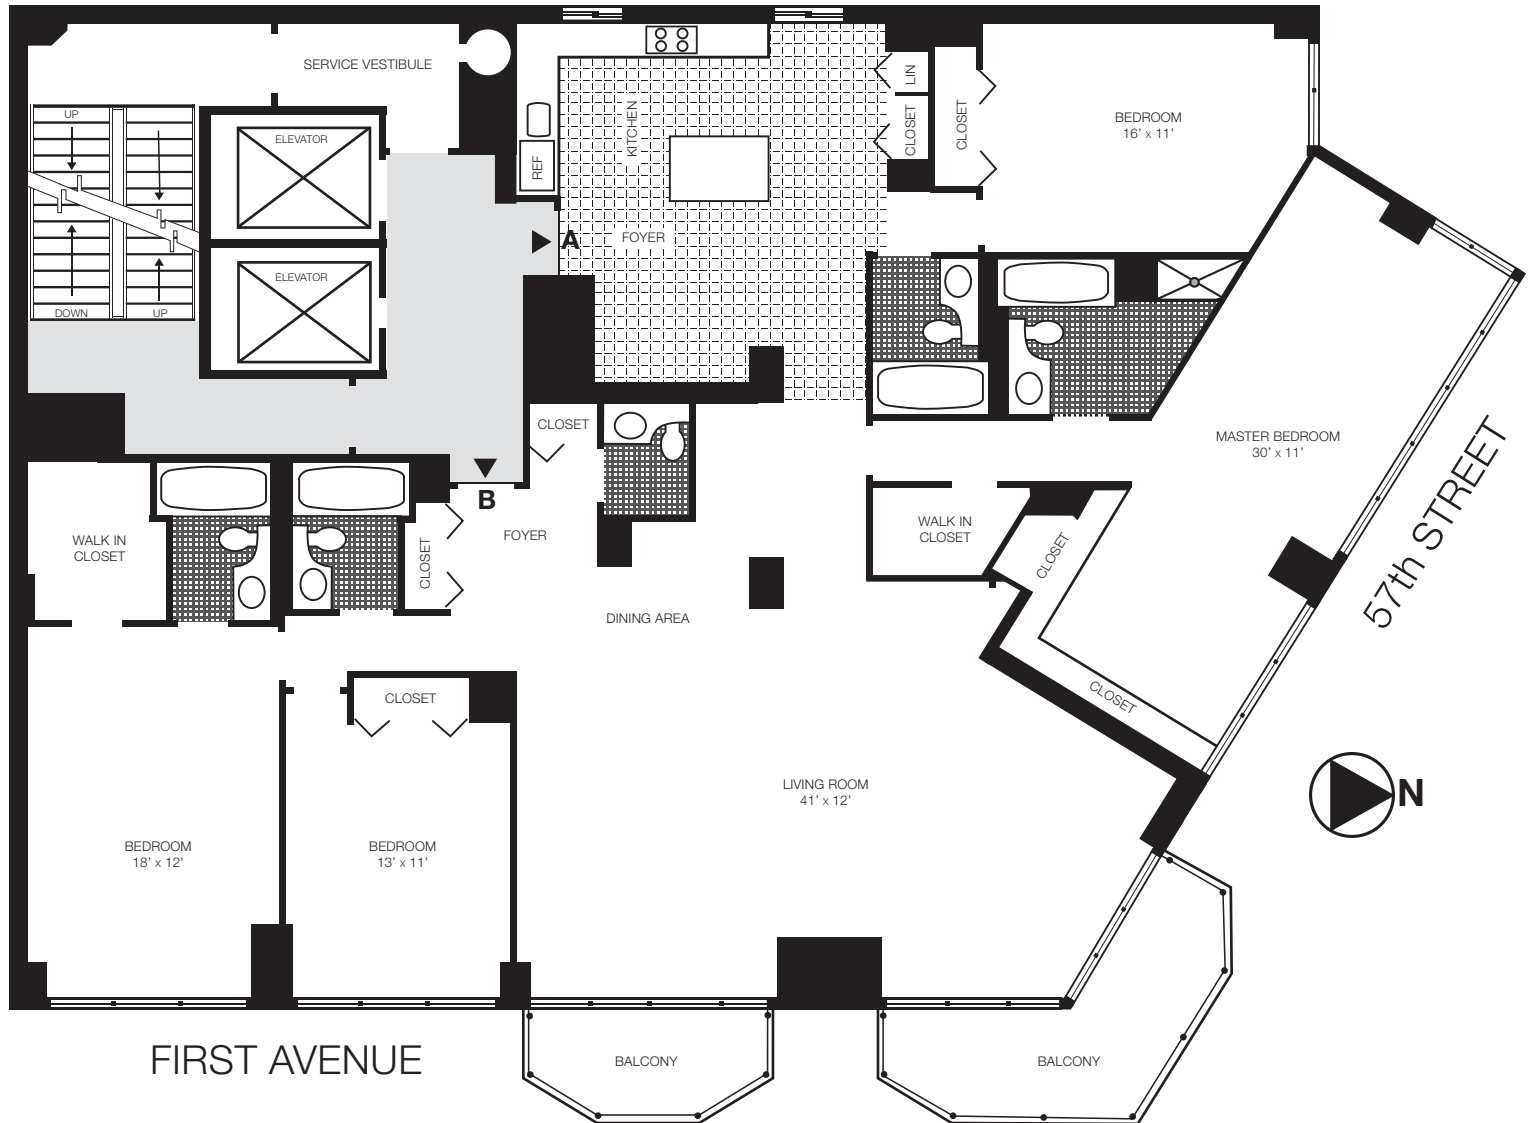 SERVICE VESTIBULE
UP
ELEVATOR
ELEVATOR
DOWN
UP
KITCHEN
REF
A
FOYER
LIN
CLOSET
CLOSET
BEDROOM
16' x 11'
MASTER BEDROOM
30' x 11'
57th STREET
CLOSET
B
FOYER
WALK IN
CLOSET
CLOSET
WALK IN
CLOSET
CLOSET
DINING AREA
CLOSET
CLOSET
LIVING ROOM
41' x 12'
N
BEDROOM
18' x 12'
BEDROOM
13' x 11'
FIRST AVENUE
BALCONY
BALCONY